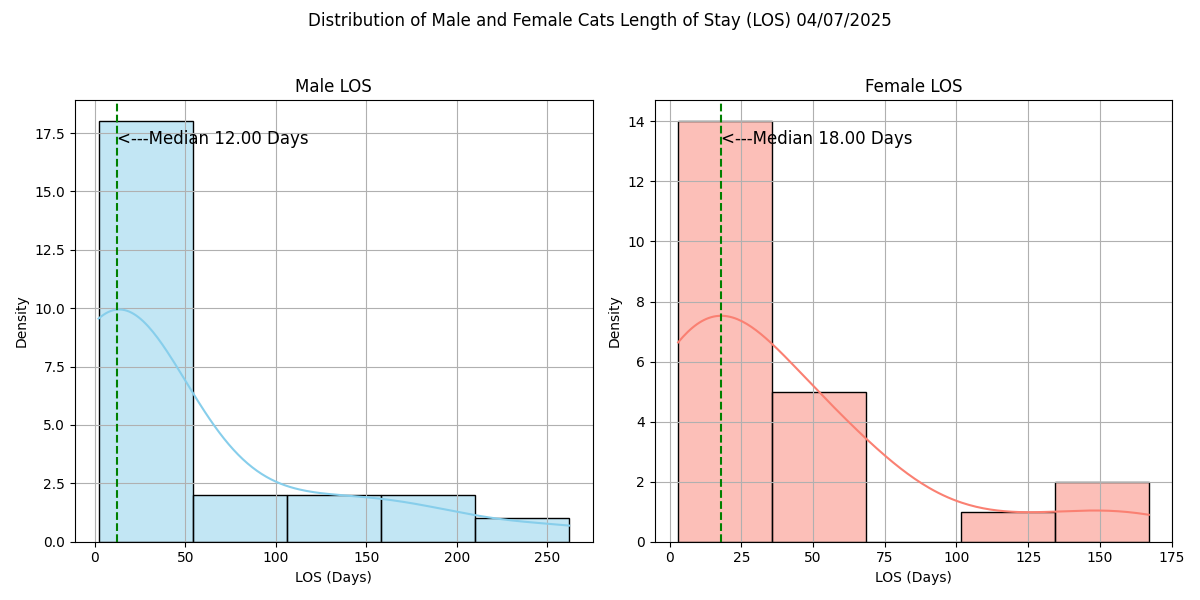 Distribution of Male and Female Cats Length of Stay (LOS) 04/07/2025
Male LOS
<---Median 12.00 Days
Density
17.5
15.0
12.5
10.0
7.5
5.0
2.5
0.0
0 50 100 150 200 250
LOS (Days)
Female LOS
<---Median 18.00 Days
Density
14
12
10
8
6
4
2
0
0 25 50 75 100 125 150 175
LOS (Days)